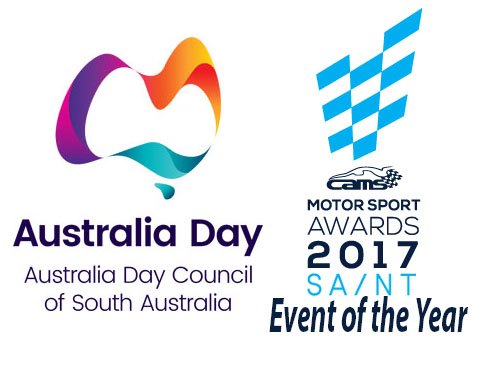 Australia Day
Australia Day Council
of South Australia
CAMS
MOTOR SPORT
AWARDS
2017
SA/NT
Event of the Year